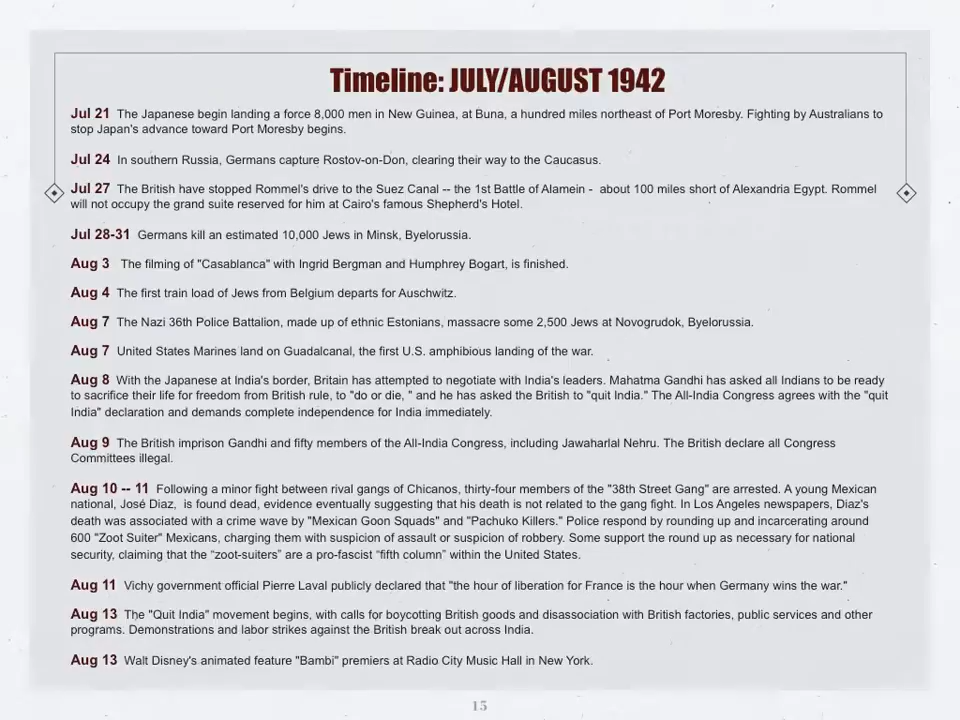 Timeline: JULY/AUGUST 1942
Jul 21 The Japanese begin landing a force 8,000 men in New Guinea, at Buna, a hundred miles northeast of Port Moresby. Fighting by Australians to
stop Japan's advance toward Port Moresby begins.
Jul 24 In southern Russia, Germans capture Rostov-on-Don, clearing their way to the Caucasus.
Jul 27 The British have stopped Rommel's drive to the Suez Canal -- the 1st Battle of Alamein - about 100 miles short of Alexandria Egypt. Rommel
will not occupy the grand suite reserved for him at Cairo's famous Shepherd's Hotel.
Jul 28-31 Germans kill an estimated 10,000 Jews in Minsk, Byelorussia.
Aug 3 The filming of "Casablanca" with Ingrid Bergman and Humphrey Bogart, is finished.
Aug 4 The first train load of Jews from Belgium departs for Auschwitz.
Aug 7 The Nazi 36th Police Battalion, made up of ethnic Estonians, massacre some 2,500 Jews at Novogrudok, Byelorussia.
Aug 7 United States Marines land on Guadalcanal, the first U.S. amphibious landing of the war.
Aug 8 With the Japanese at India's border, Britain has attempted to negotiate with India's leaders. Mahatma Gandhi has asked all Indians to be ready
to sacrifice their life for freedom from British rule, to "do or die, " and he has asked the British to "quit India." The All-India Congress agrees with the "quit
India" declaration and demands complete independence for India immediately.
Aug 9 The British imprison Gandhi and fifty members of the All-India Congress, including Jawaharlal Nehru. The British declare all Congress
Committees illegal.
Aug 10 -- 11 Following a minor fight between rival gangs of Chicanos, thirty-four members of the "38th Street Gang" are arrested. A young Mexican
national, José Diaz, is found dead, evidence eventually suggesting that his death is not related to the gang fight. In Los Angeles newspapers, Diaz's
death was associated with a crime wave by "Mexican Goon Squads" and "Pachuko Killers." Police respond by rounding up and incarcerating around
600 "Zoot Suiter" Mexicans, charging them with suspicion of assault or suspicion of robbery. Some support the round up as necessary for national
security, claiming that the “zoot-suiters” are a pro-fascist “fifth column” within the United States.
Aug 11 Vichy government official Pierre Laval publicly declared that "the hour of liberation for France is the hour when Germany wins the war."
Aug 13 The "Quit India" movement begins, with calls for boycotting British goods and disassociation with British factories, public services and other
programs. Demonstrations and labor strikes against the British break out across India.
Aug 13 Walt Disney's animated feature "Bambi" premiers at Radio City Music Hall in New York.
15